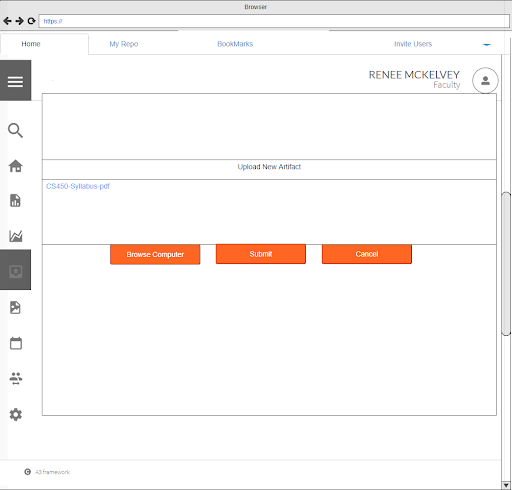 Browser
https://
Home
My Repo
BookMarks
Invite Users
RENEE MCKELVEY
Faculty
Upload New Artifact
CS450-Syllabus-pdf
Browse Computer
Submit
Cancel
A3 framework